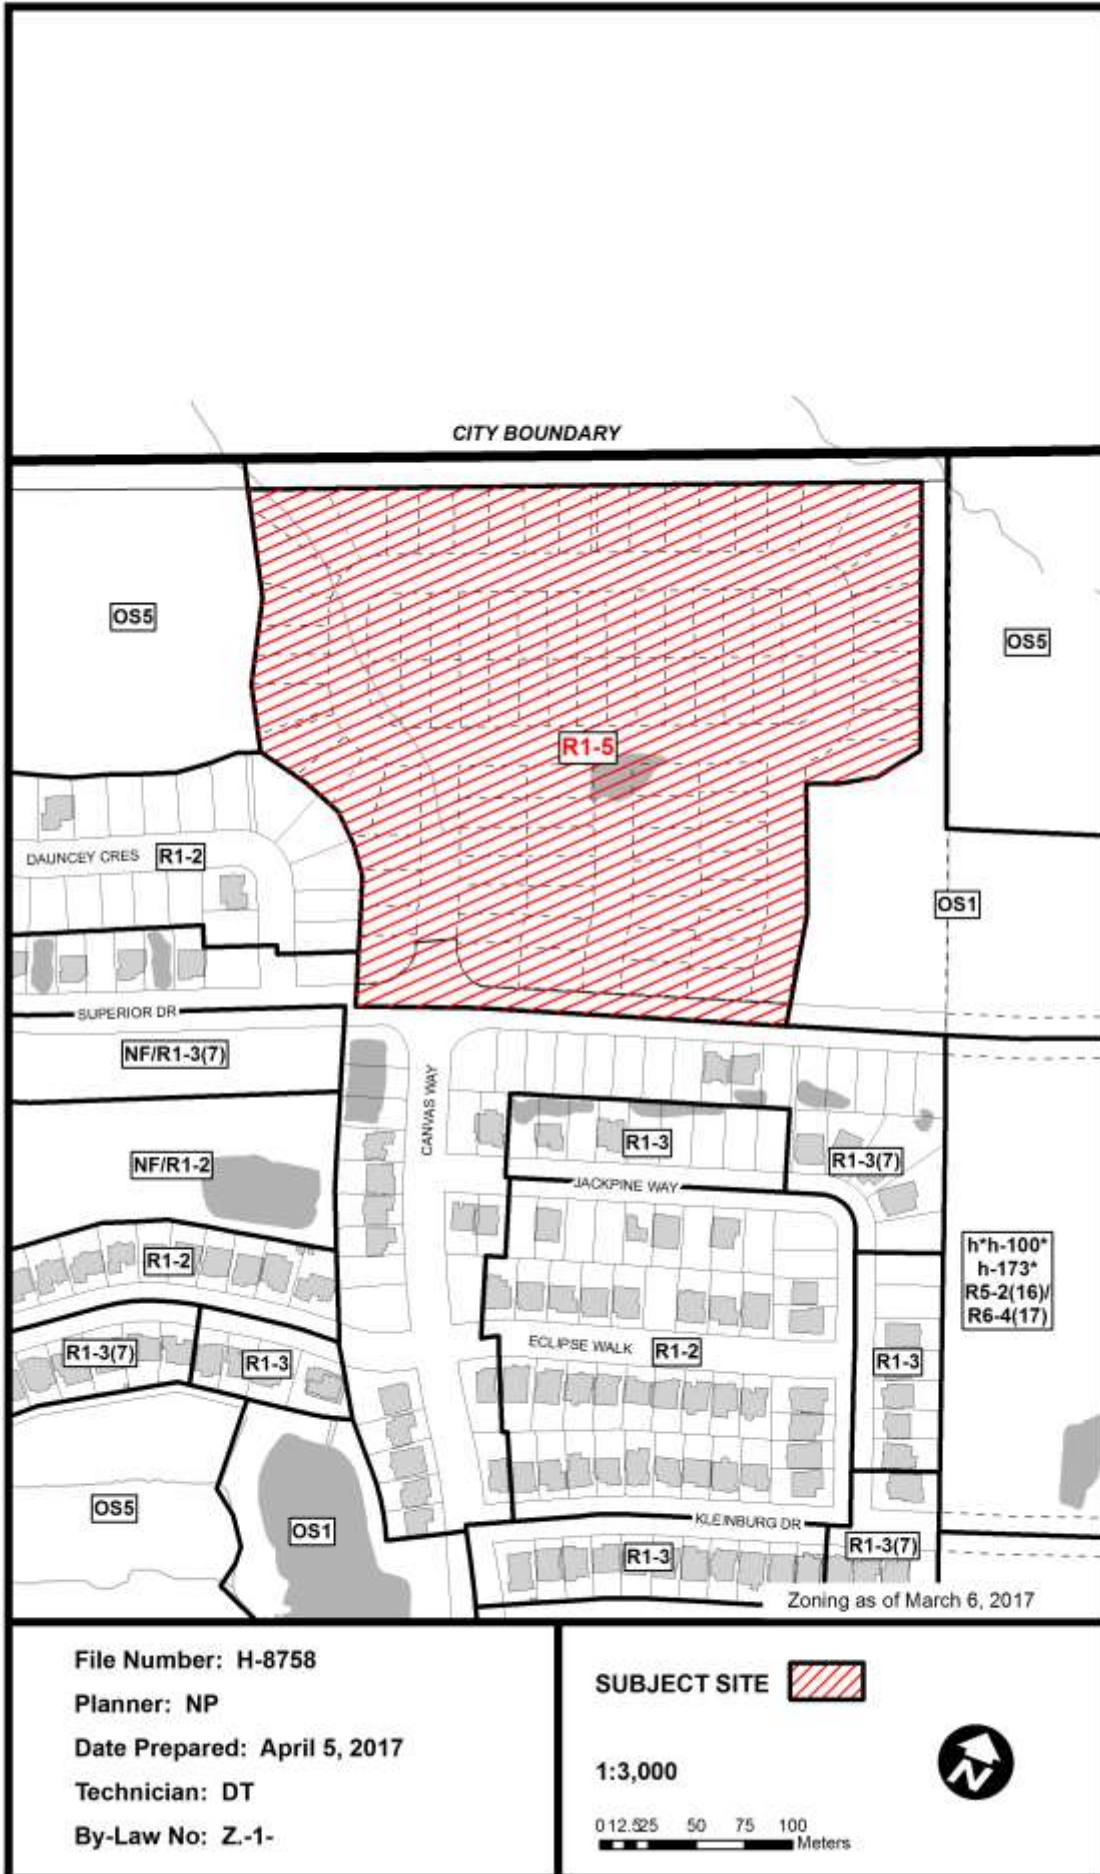 CITY BOUNDARY
OS5
OS5
R1-5
DAUNCEY CRES
R1-2
OS1
SUPERIOR DR
NF/R1-3(7)
CANVAS WAY
R1-3
R1-3(7)
NF/R1-2
JACKPINE WAY
R1-2
h*h-100*
h-173*
R5-2(16)/
R6-4(17)
R1-3(7)
R1-3
ECLIPSE WALK
R1-2
R1-3
OS5
OS1
KLEINBURG DR
R1-3
R1-3(7)
Zoning as of March 6, 2017
File Number: H-8758
Planner: NP
Date Prepared: April 5, 2017
Technician: DT
By-Law No: Z.-1-
SUBJECT SITE
1:3,000
N
0 12.525 50 75 100
Meters